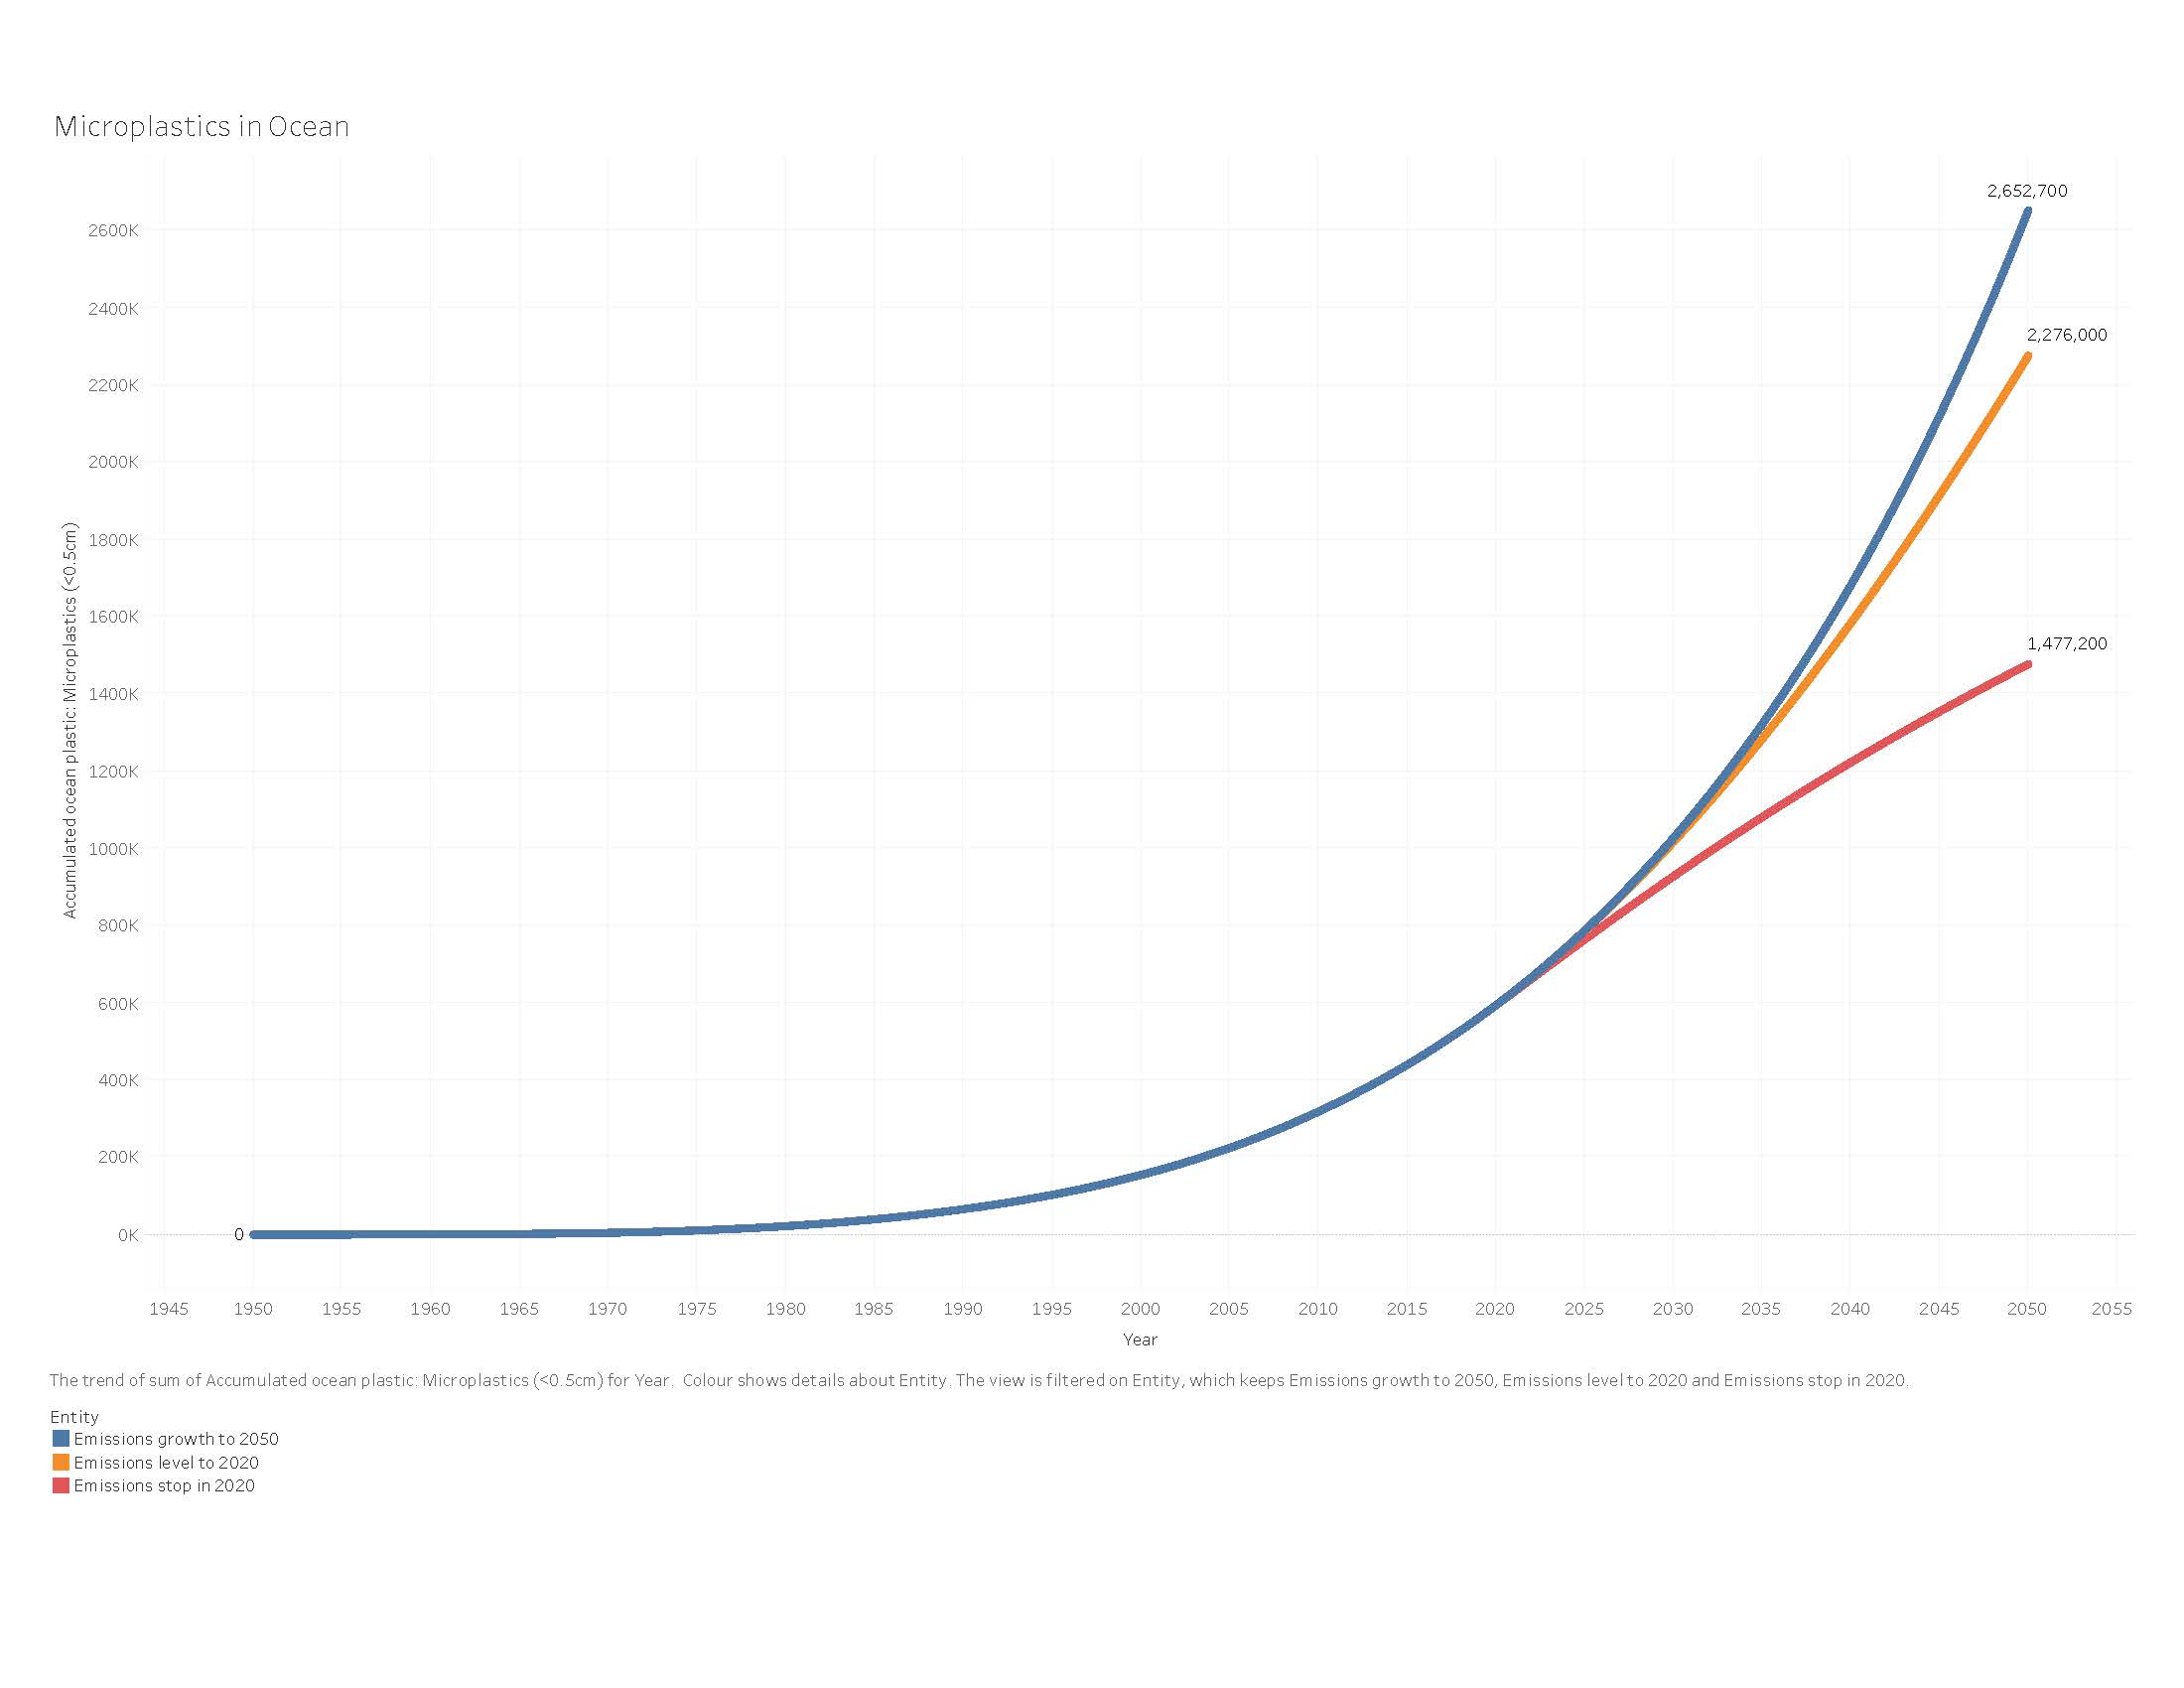 Microplastics in Ocean
2,652,700
2600K
2400K
2,276,000
2200K
2000K
1800K
1600K
1,477,200
1400K
1200K
1000K
800K
600K
400K
200K
0
0K
Accumulated ocean plastic: Microplastics (<0.5cm)
1945 1950 1955 1960 1965 1970 1975 1980 1985 1990 1995 2000 2005 2010 2015 2020 2025 2030 2035 2040 2045 2050 2055
Year
The trend of sum of Accumulated ocean plastic: Microplastics (<0.5cm) for Year. Colour shows details about Entity. The view is filtered on Entity, which keeps Emissions growth to 2050, Emissions level to 2020 and Emissions stop in 2020.
Entity
Emissions growth to 2050
Emissions level to 2020
Emissions stop in 2020